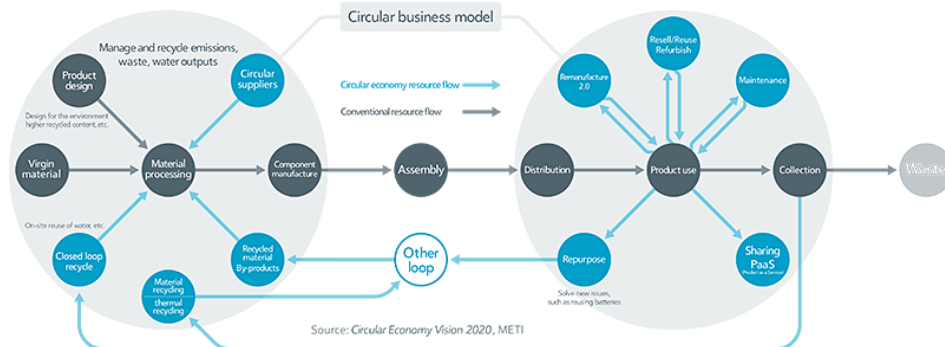 Circular business model
Manage and recycle emissions,
waste, water outputs
Product
design
Circular
suppliers
Design for the environment
higher recycled content, etc.
Virgin
material
Material
processing
Component
manufacture
On-site reuse of water, etc.
Closed loop
recycle
Recycled
material
By-products
Material
recycling
thermal
recycling
Circular economy resource flow
Conventional resource flow
Assembly
Other
loop
Source: Circular Economy Vision 2020, METI
Resell/Reuse
Refurbish
Remanufacture
2.0
Maintenance
Distribution
Product use
Collection
Waste
Repurpose
Solve new issues,
such as reusing batteries
Sharing
PaaS
(Product as a Service)